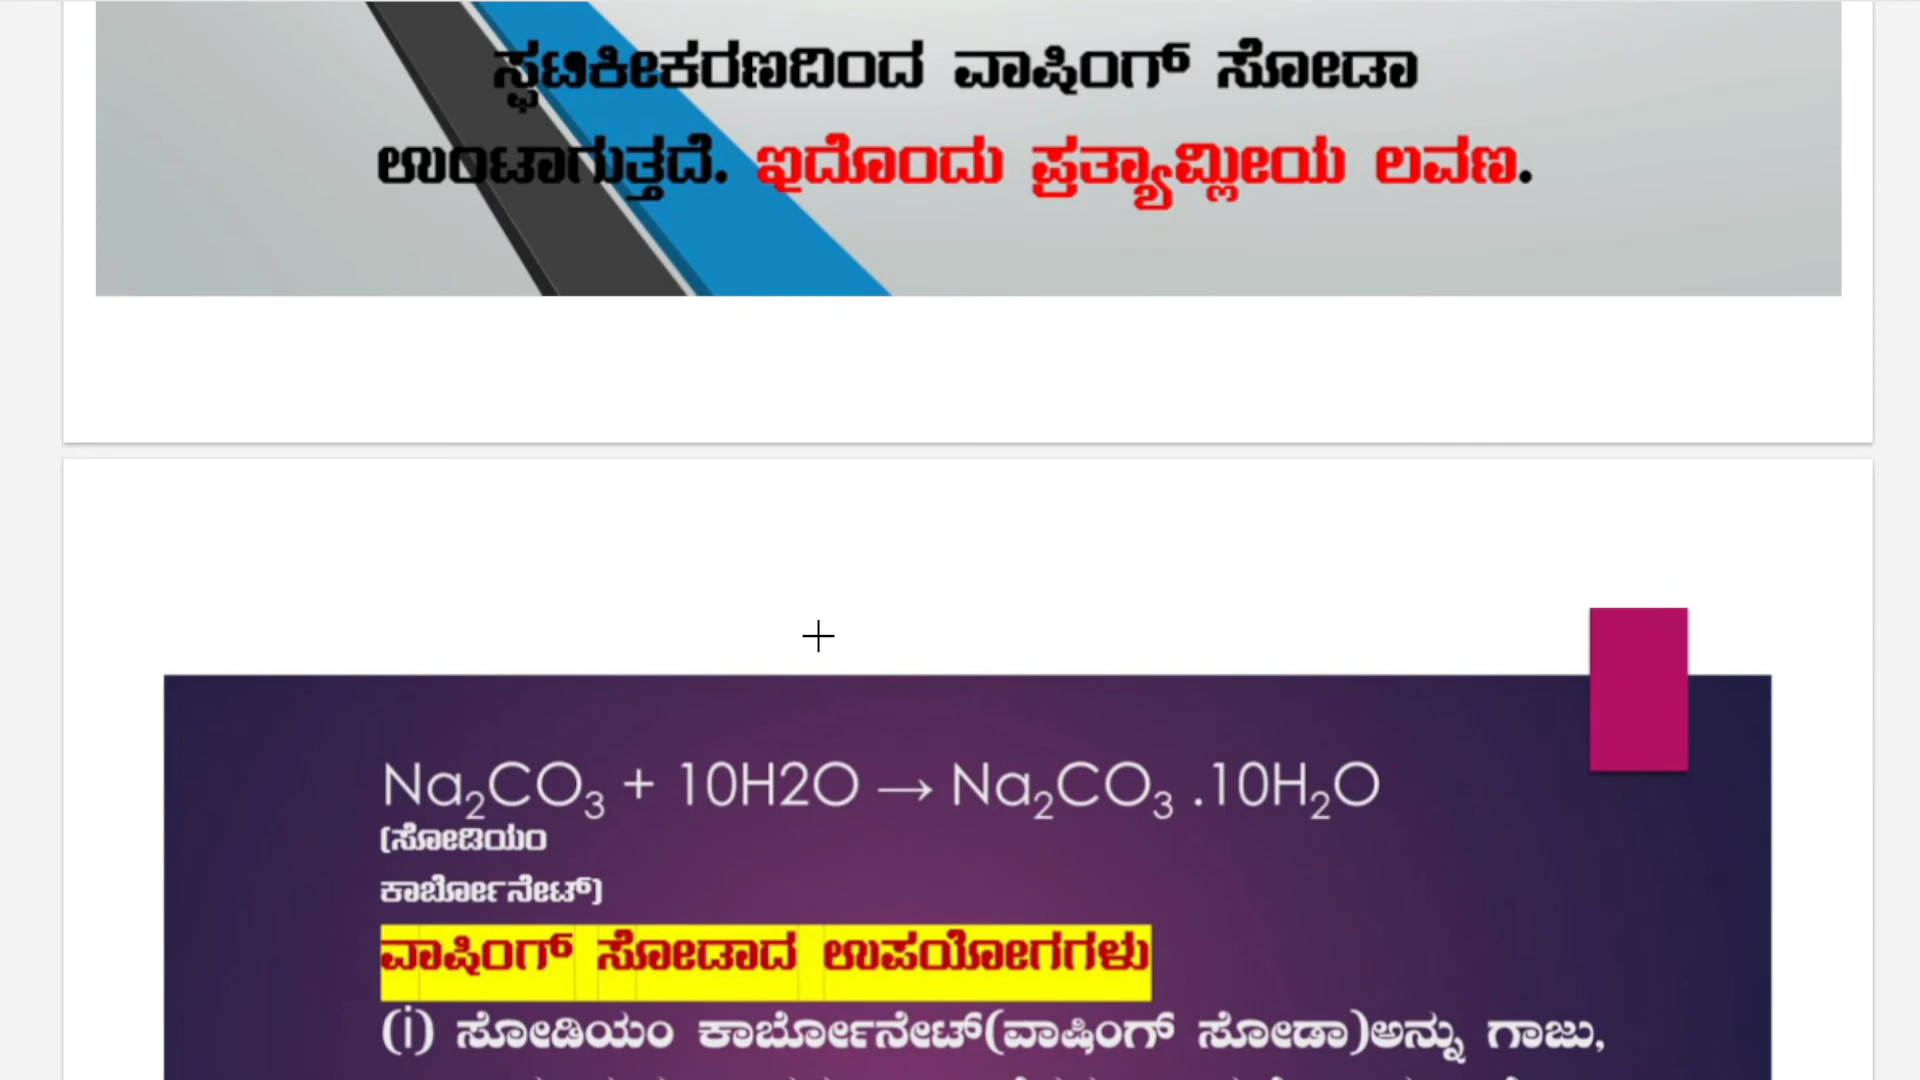 ಸ್ಫಟಿಕೀಕರಣದಿಂದ ವಾಷಿಂಗ್ ಸೋಡಾ
ಉಂಟಾಗುತ್ತದೆ. ಇದೊಂದು ಪ್ರತ್ಯಾಮ್ಲೀಯ ಲವಣ.
Na₂CO₃ + 10H2O → Na₂CO₃ .10H₂O
(ಸೋಡಿಯಂ
ಕಾರ್ಬೋನೇಟ್)
ವಾಷಿಂಗ್ ಸೋಡಾದ ಉಪಯೋಗಗಳು
(i) ಸೋಡಿಯಂ ಕಾರ್ಬೋನೇಟ್(ವಾಷಿಂಗ್ ಸೋಡಾ)ಅನ್ನು ಗಾಜು,